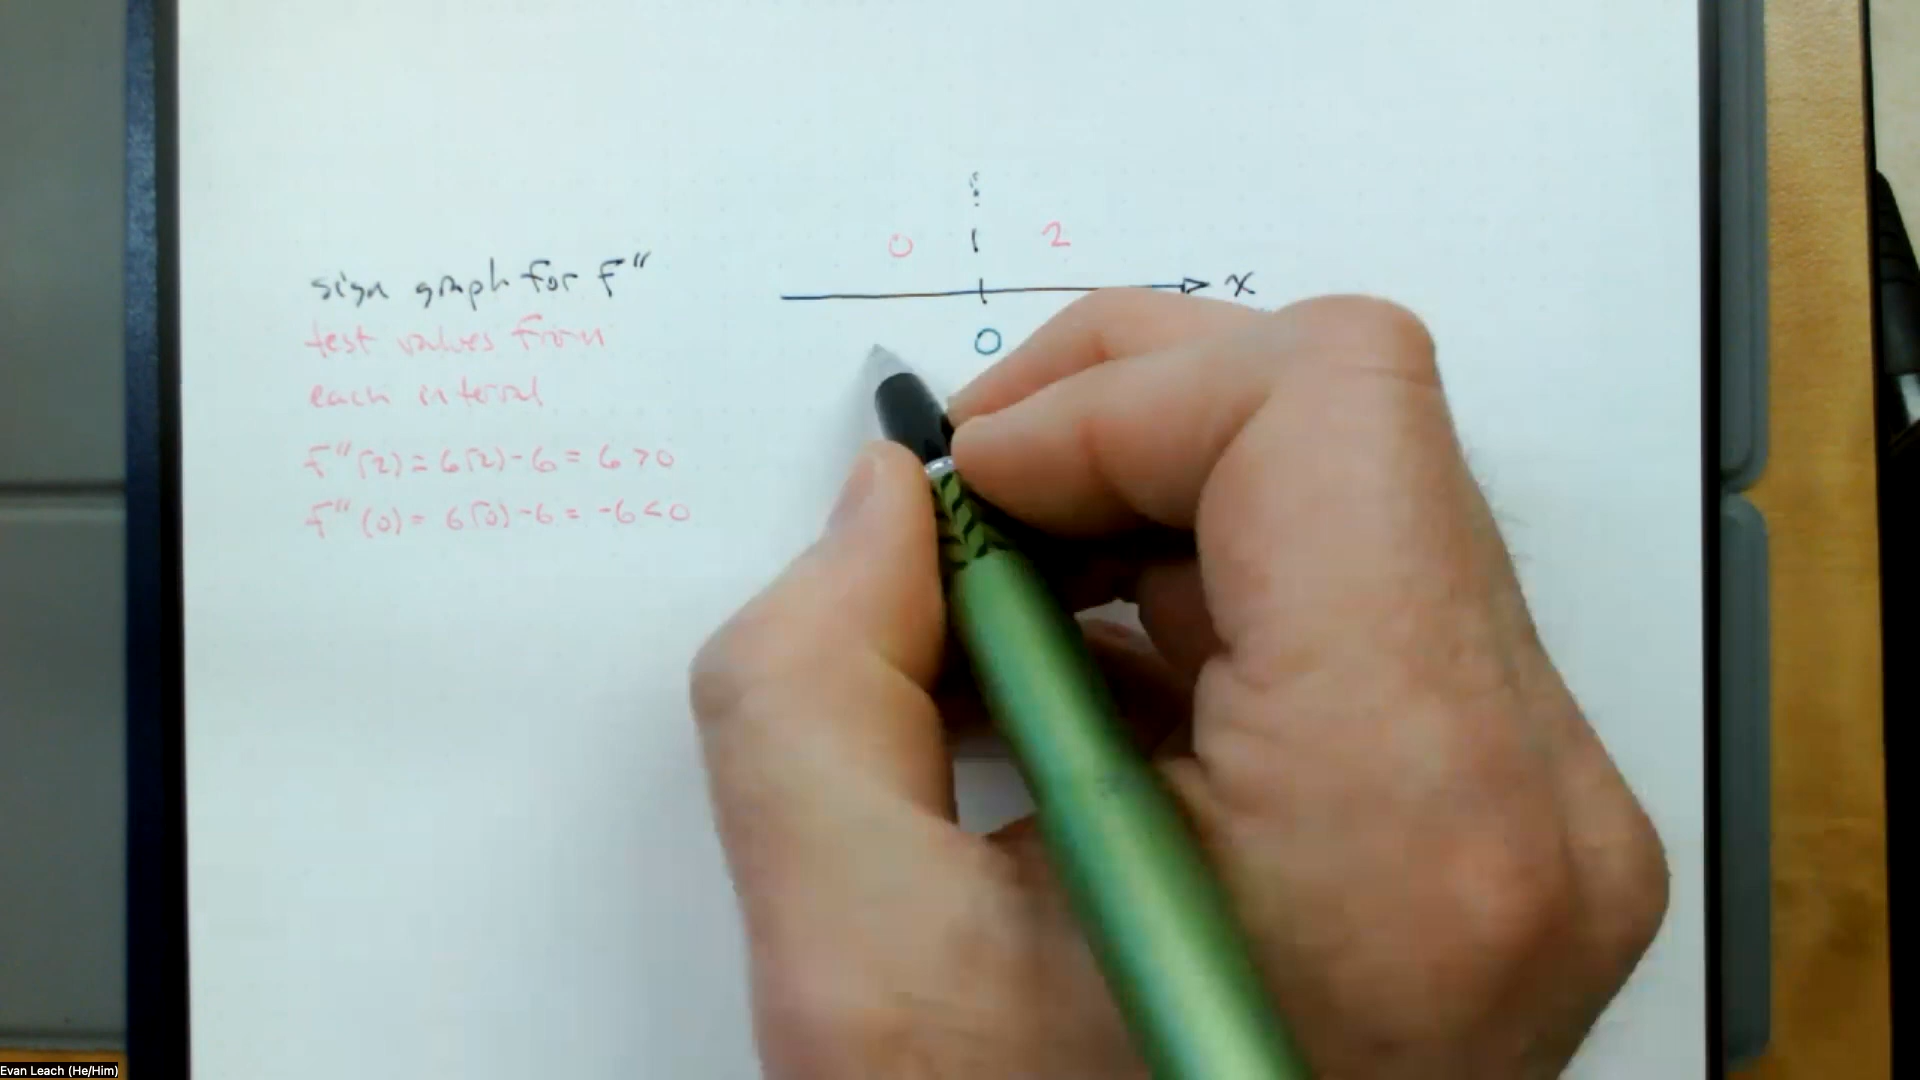 0 1 2
sign graph for f"
x
test values from
0
each interval
f"(2) = 6(2)-6 = 6 > 0
f"(0) = 6(0)-6 = -6 < 0
Evan Leach (He/Him)